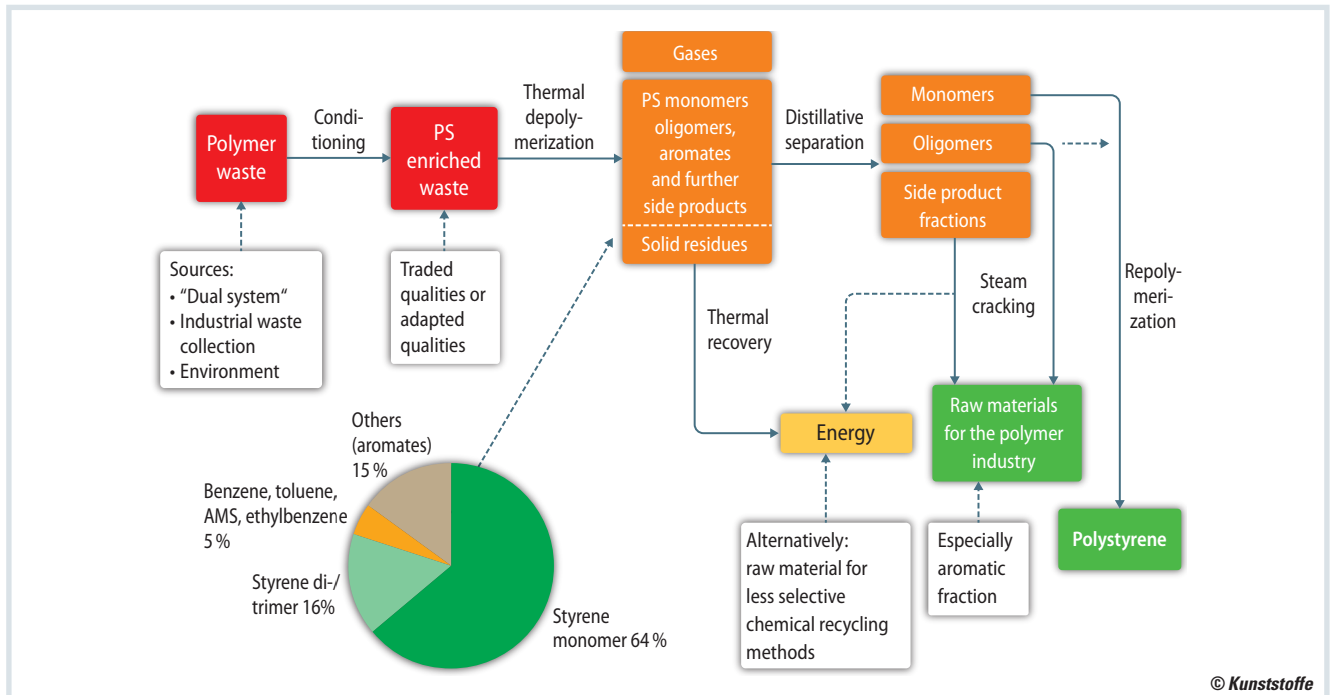 Gases
Polymer
waste
Condi-
tioning
PS
enriched
waste
Thermal
depoly-
merization
PS monomers
oligomers,
aromates
and further
side products
Solid residues
Distillative
separation
Monomers
Oligomers
Side product
fractions
Sources:
• "Dual system"
• Industrial waste
collection
• Environment
Traded
qualities or
adapted
qualities
Thermal
recovery
Steam
cracking
Repoly-
meri-
zation
Energy
Raw materials
for the polymer
industry
Polystyrene
Alternatively:
raw material for
less selective
chemical recycling
methods
Especially
aromatic
fraction
Others
(aromates)
15 %
Benzene, toluene,
AMS, ethylbenzene
5 %
Styrene di-/
trimer 16%
Styrene
monomer 64 %
© Kunststoffe